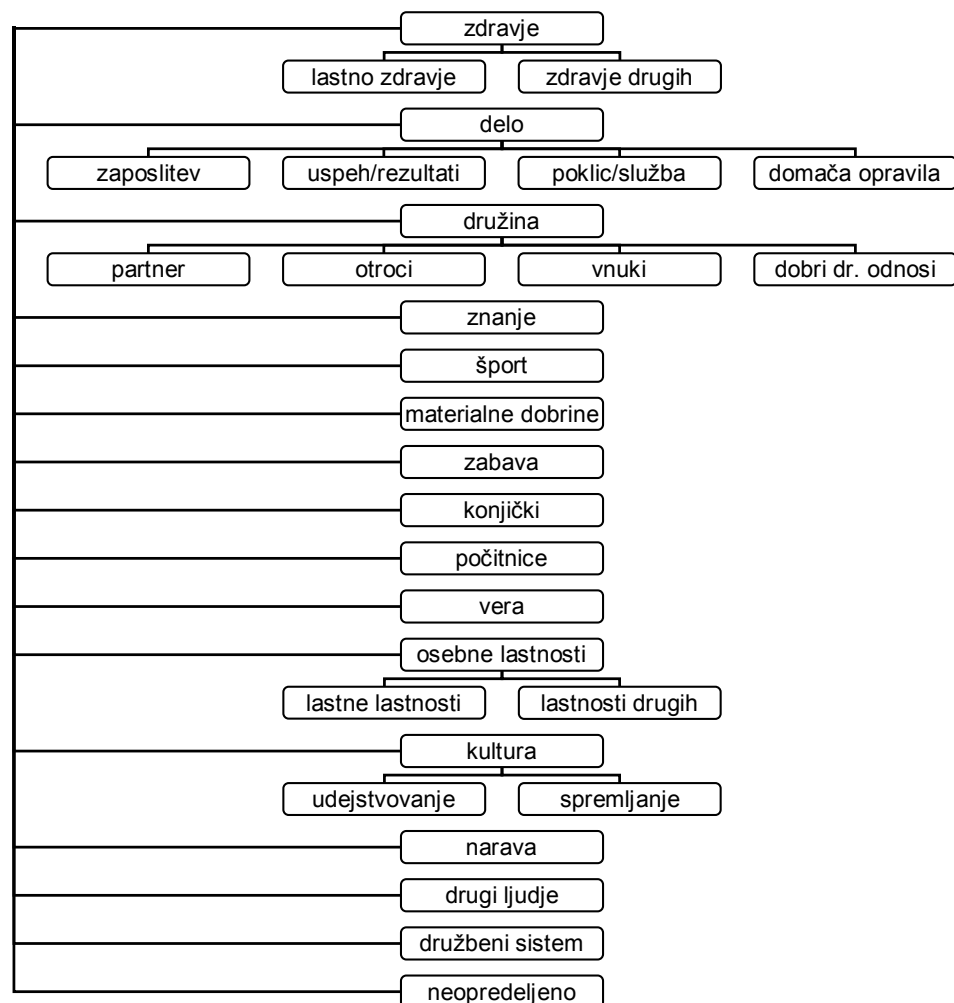 zdravje
lastno zdravje
zdravje drugih
delo
zaposlitev
uspeh/rezultati
poklic/služba
domača opravila
družina
partner
otroci
vnuki
dobri dr. odnosi
znanje
šport
materialne dobrine
zabava
konjički
počitnice
vera
osebne lastnosti
lastne lastnosti
lastnosti drugih
kultura
udejstvovanje
spremljanje
narava
drugi ljudje
družbeni sistem
neopredeljeno